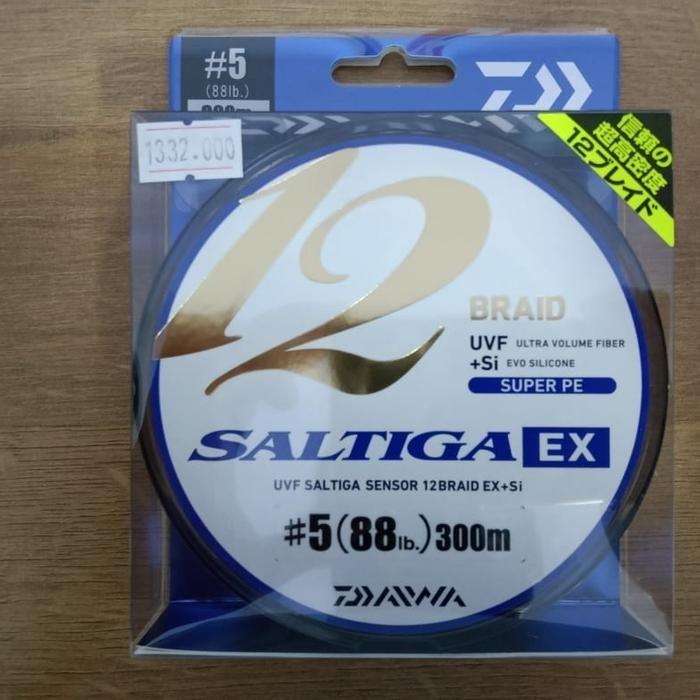 #5
(88lb.)
300m
1332.000
信頼の
超高密度
12ブレイド
12
BRAID
UVF ULTRA VOLUME FIBER
+Si EVO SILICONE
SUPER PE
SALTIGA EX
UVF SALTIGA SENSOR 12BRAID EX+Si
#5(88lb.)300m
DAIWA